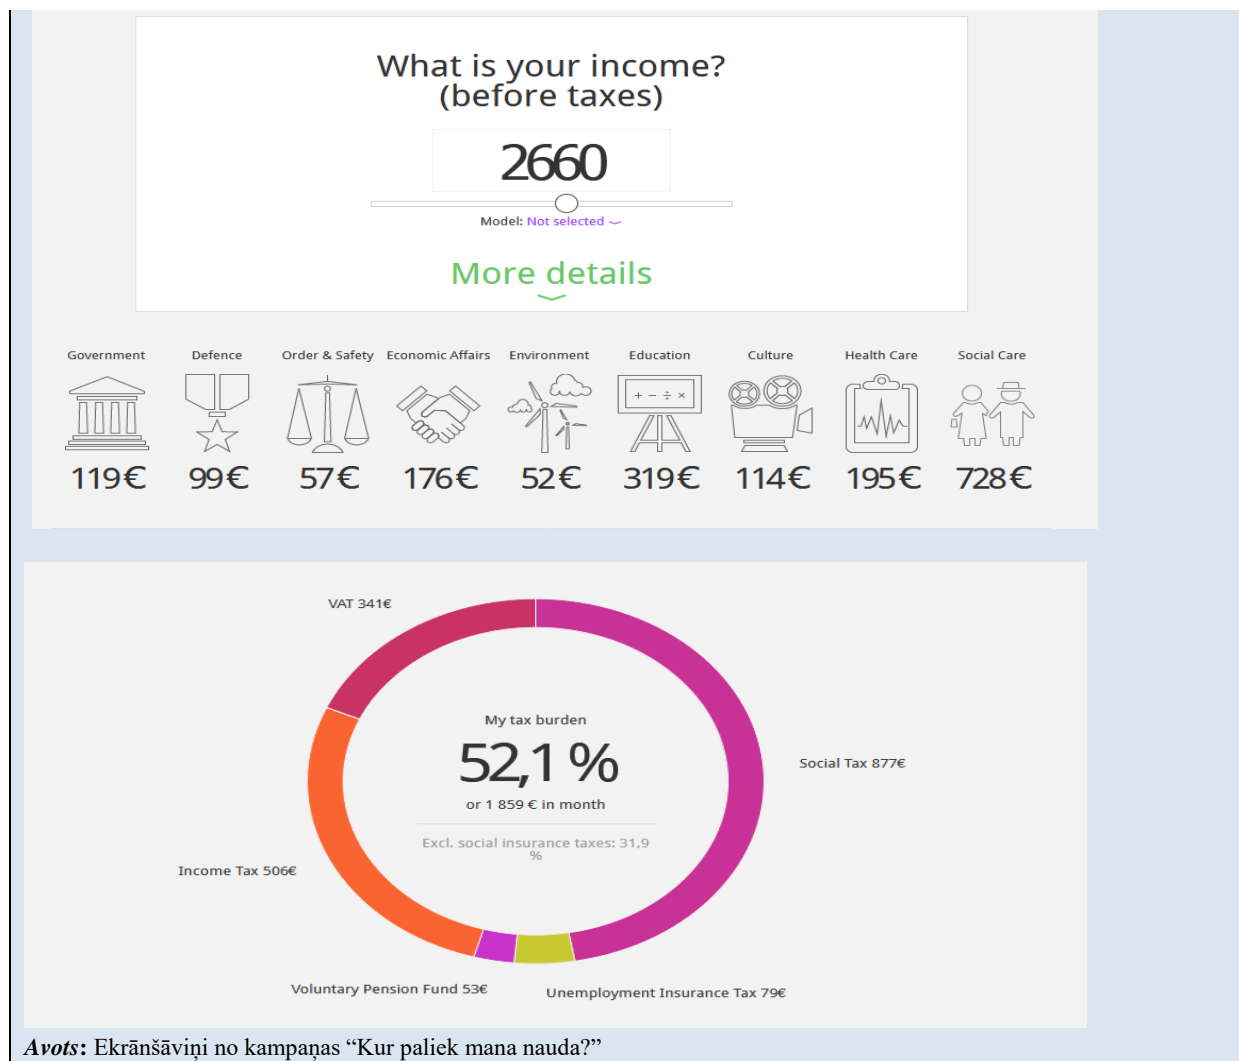 What is your income?
(before taxes)
2660
Model: Not selected
More details
Government Defence Order & Safety Economic Affairs Environment Education Culture Health Care Social Care
+ − ÷ ×
119€ 99€ 57€ 176€ 52€ 319€ 114€ 195€ 728€
VAT 341€
My tax burden
52,1 %
or 1 859 € in month
Social Tax 877€
Excl. social insurance taxes: 31,9
%
Income Tax 506€
Voluntary Pension Fund 53€
Unemployment Insurance Tax 79€
Avots: Ekrānšāviņi no kampaņas “Kur paliek mana nauda?”